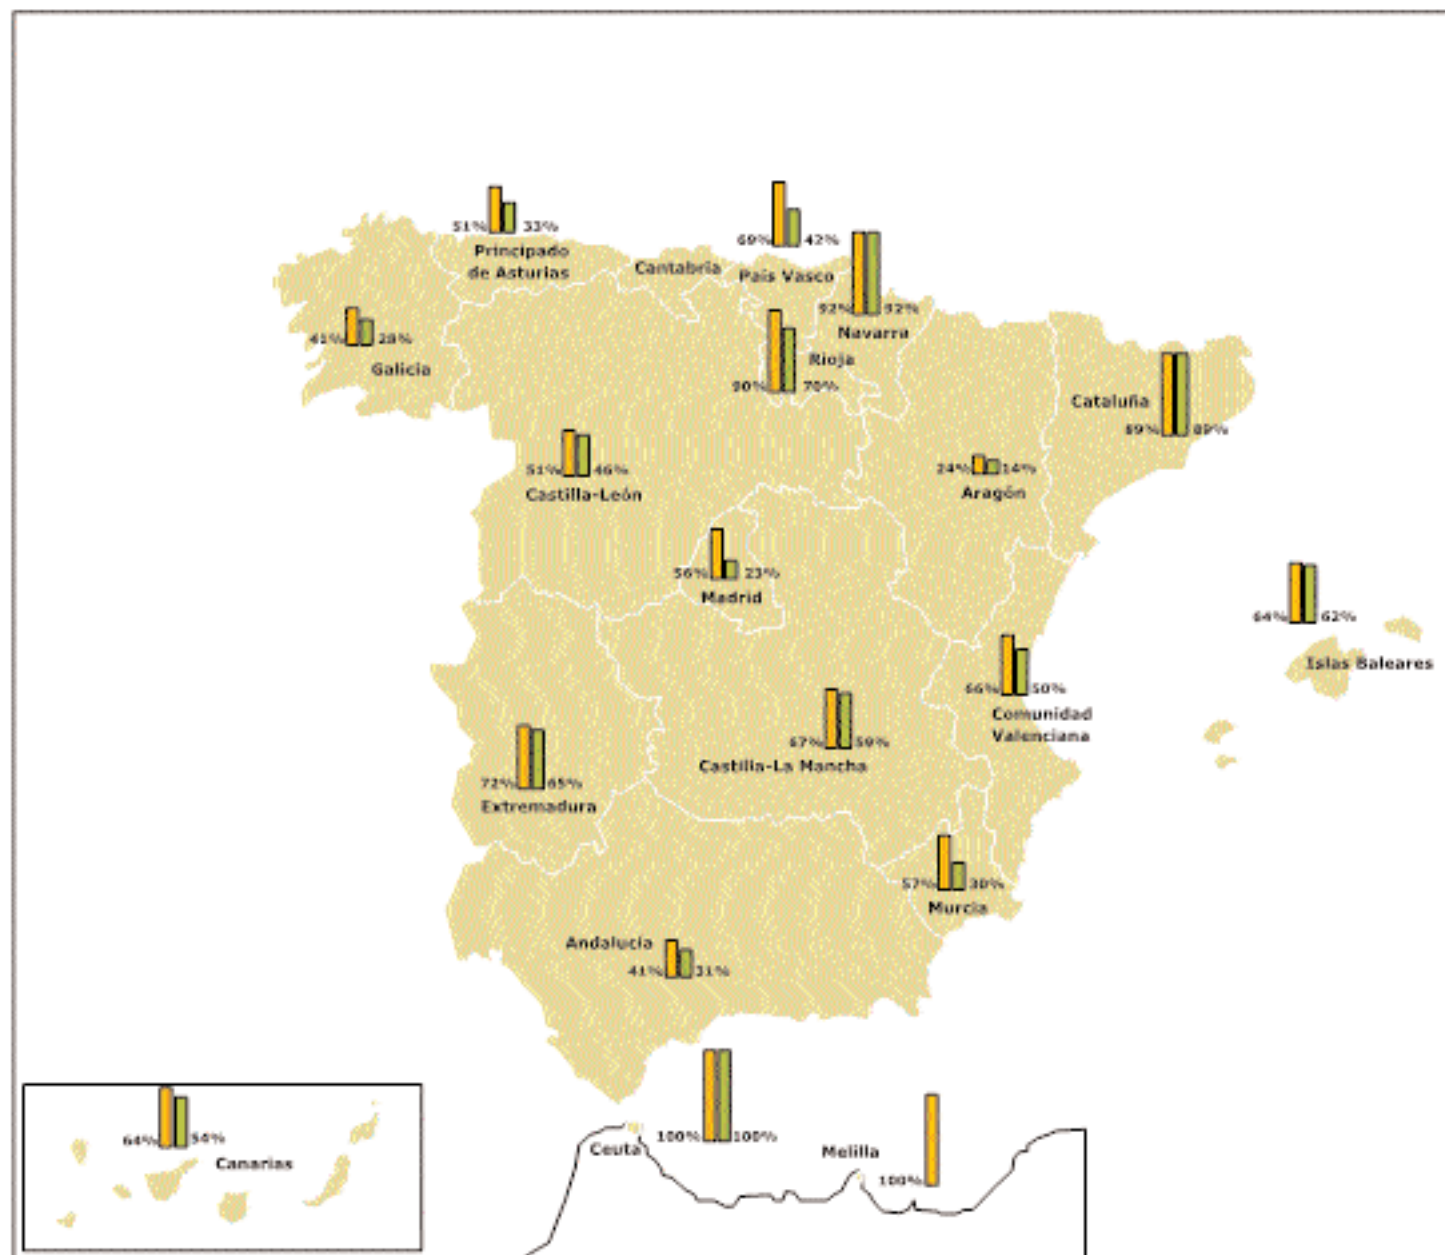 51% 33%
Principado
de Asturias
Cantabria
69% 42%
País Vasco
92% 92%
Navarra
41% 28%
Galicia
Rioja
90% 70%
Cataluña
89% 89%
51% 46%
Castilla-León
24% 14%
Aragón
56% 23%
Madrid
64% 62%
Islas Baleares
66% 50%
Comunidad
Valenciana
67% 59%
Castilla-La Mancha
72% 65%
Extremadura
57% 30%
Murcia
Andalucía
41% 31%
64% 54%
Canarias
100% 100%
Ceuta
Melilla
100%